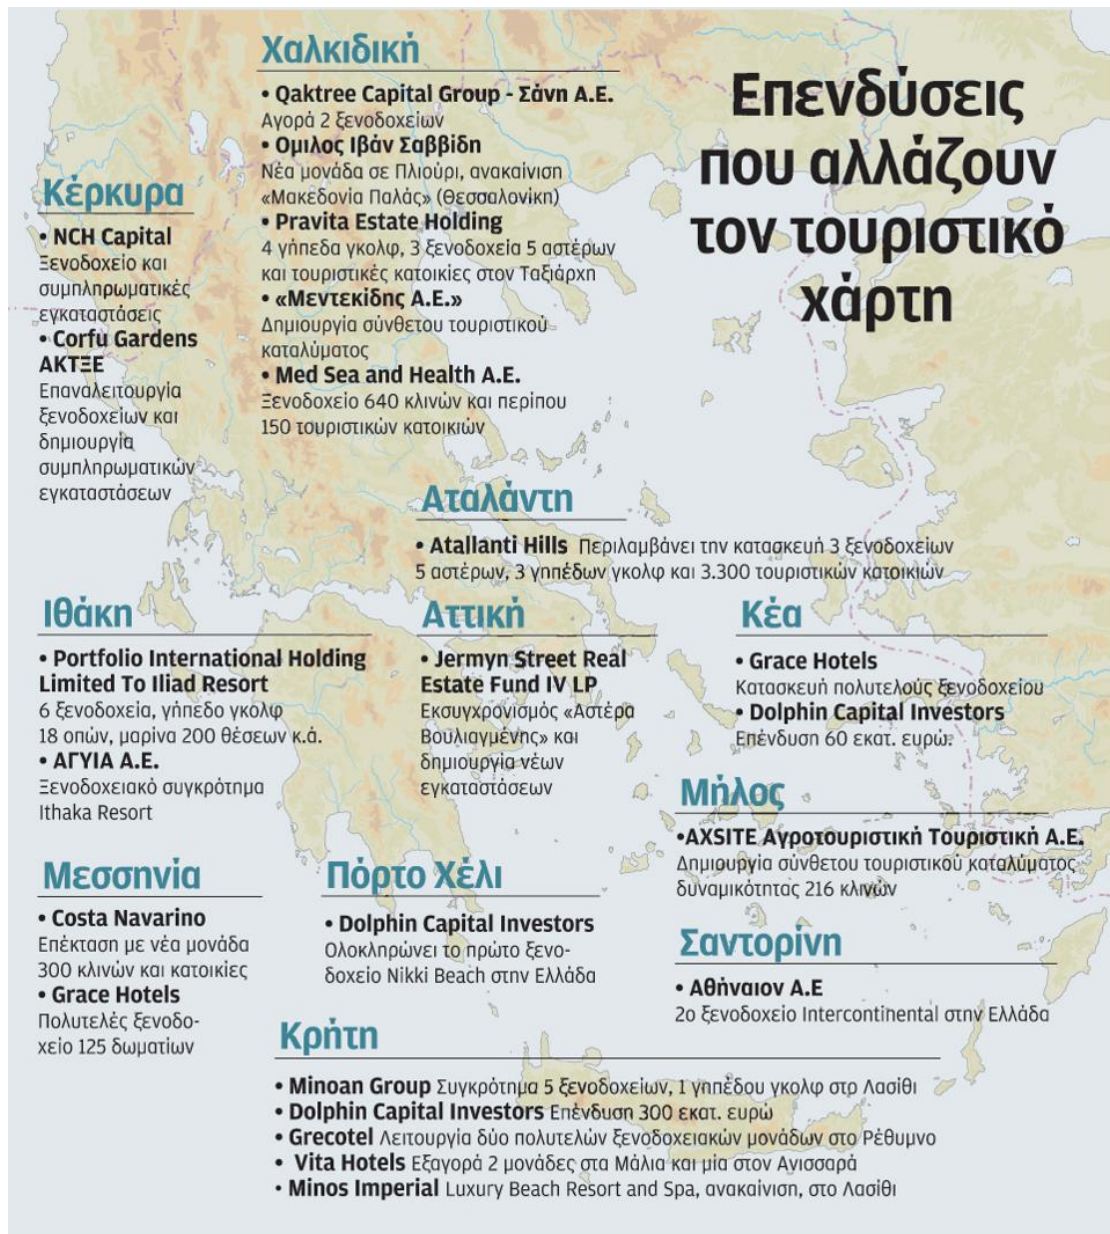 Επενδύσεις
που αλλάζουν
τον τουριστικό
χάρτη
Χαλκιδική
• Qaktree Capital Group - Σάνη Α.Ε.
Αγορά 2 ξενοδοχείων
• Ομιλος Ιβάν Σαββίδη
Νέα μονάδα σε Πλιούρι, ανακαίνιση
«Μακεδονία Παλάς» (Θεσσαλονίκη)
• Pravita Estate Holding
4 γήπεδα γκολφ, 3 ξενοδοχεία 5 αστέρων
και τουριστικές κατοικίες στον Ταξιάρχη
• «Μεντεκίδης Α.Ε.»
Δημιουργία σύνθετου τουριστικού
καταλύματος
• Med Sea and Health Α.Ε.
Ξενοδοχείο 640 κλινών και περίπου
150 τουριστικών κατοικιών
Κέρκυρα
• NCH Capital
Ξενοδοχείο και
συμπληρωματικές
εγκαταστάσεις
• Corfu Gardens
ΑΚΤΞΕ
Επαναλειτουργία
ξενοδοχείων και
δημιουργία
συμπληρωματικών
εγκαταστάσεων
Αταλάντη
• Atallanti Hills Περιλαμβάνει την κατασκευή 3 ξενοδοχείων
5 αστέρων, 3 γηπέδων γκολφ και 3.300 τουριστικών κατοικιών
Ιθάκη
• Portfolio International Holding
Limited To Iliad Resort
6 ξενοδοχεία, γήπεδο γκολφ
18 οπών, μαρίνα 200 θέσεων κ.ά.
• ΑΓΥΙΑ Α.Ε.
Ξενοδοχειακό συγκρότημα
Ithaka Resort
Αττική
• Jermyn Street Real
Estate Fund IV LP
Εκσυγχρονισμός «Αστέρα
Βουλιαγμένης» και
δημιουργία νέων
εγκαταστάσεων
Κέα
• Grace Hotels
Κατασκευή πολυτελούς ξενοδοχείου
• Dolphin Capital Investors
Επένδυση 60 εκατ. ευρώ.
Μήλος
•AXSITE Αγροτουριστική Τουριστική Α.Ε.
Δημιουργία σύνθετου τουριστικού καταλύματος
δυναμικότητας 216 κλινών
Μεσσηνία
• Costa Navarino
Επέκταση με νέα μονάδα
300 κλινών και κατοικίες
• Grace Hotels
Πολυτελές ξενοδο-
χείο 125 δωματίων
Πόρτο Χέλι
• Dolphin Capital Investors
Ολοκληρώνει το πρώτο ξενο-
δοχείο Nikki Beach στην Ελλάδα
Σαντορίνη
• Αθήναιον Α.Ε
2ο ξενοδοχείο Intercontinental στην Ελλάδα
Κρήτη
• Minoan Group Συγκρότημα 5 ξενοδοχείων, 1 γηπέδου γκολφ στρ Λασίθι
• Dolphin Capital Investors Επένδυση 300 εκατ. ευρώ
• Grecotel Λειτουργία δύο πολυτελών ξενοδοχειακών μονάδων στο Ρέθυμνο
• Vita Hotels Εξαγορά 2 μονάδες στα Μάλια και μία στον Ανισσαρά
• Minos Imperial Luxury Beach Resort and Spa, ανακαίνιση, στο Λασίθι